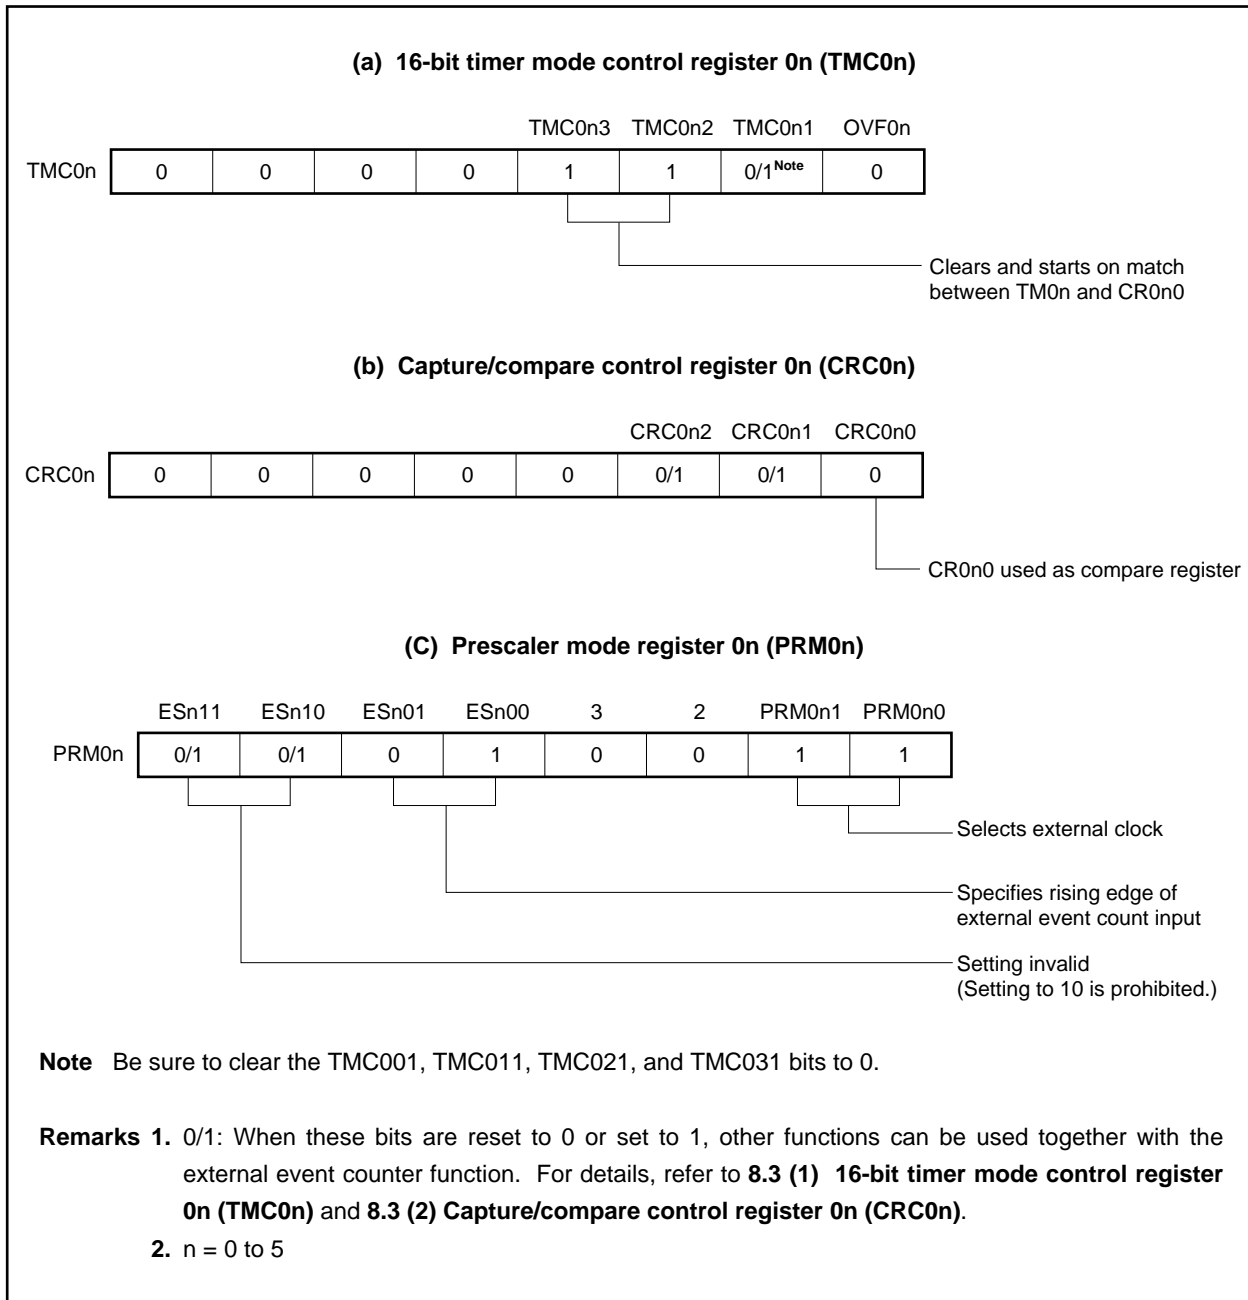 (a) 16-bit timer mode control register 0n (TMC0n)
TMC0n3 TMC0n2 TMC0n1 OVF0n
TMC0n 0 0 0 0 1 1 0/1Note 0
Clears and starts on match
between TM0n and CR0n0
(b) Capture/compare control register 0n (CRC0n)
CRC0n2 CRC0n1 CRC0n0
CRC0n 0 0 0 0 0 0/1 0/1 0
CR0n0 used as compare register
(C) Prescaler mode register 0n (PRM0n)
ESn11 ESn10 ESn01 ESn00 3 2 PRM0n1 PRM0n0
PRM0n 0/1 0/1 0 1 0 0 1 1
Selects external clock
Specifies rising edge of
external event count input
Setting invalid
(Setting to 10 is prohibited.)
Note Be sure to clear the TMC001, TMC011, TMC021, and TMC031 bits to 0.
Remarks 1. 0/1: When these bits are reset to 0 or set to 1, other functions can be used together with the
external event counter function. For details, refer to 8.3 (1) 16-bit timer mode control register
0n (TMC0n) and 8.3 (2) Capture/compare control register 0n (CRC0n).
2. n = 0 to 5